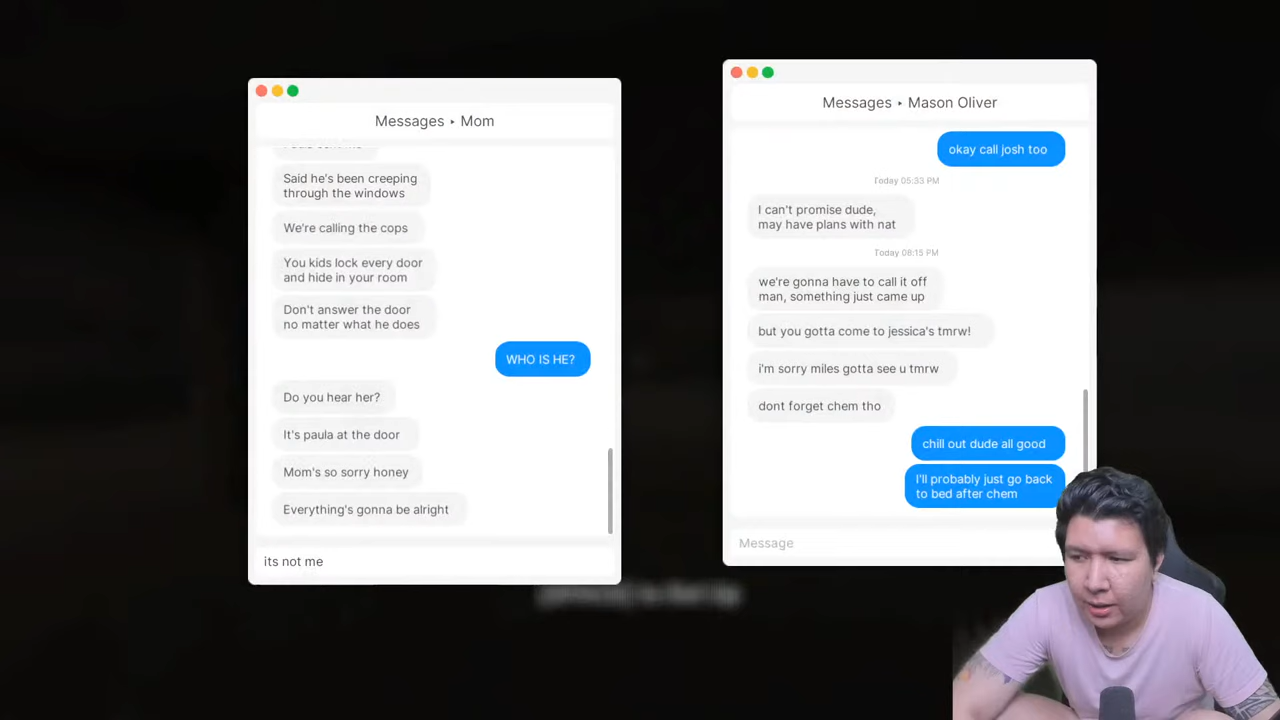 Messages ‣ Mom
Said he's been creeping
through the windows
We're calling the cops
You kids lock every door
and hide in your room
Don't answer the door
no matter what he does
WHO IS HE?
Do you hear her?
It's paula at the door
Mom's so sorry honey
Everything's gonna be alright
its not me
Messages ‣ Mason Oliver
okay call josh too
Today 05:33 PM
I can't promise dude,
may have plans with nat
Today 08:15 PM
we're gonna have to call it off
man, something just came up
but you gotta come to jessica's tmrw!
i'm sorry miles gotta see u tmrw
dont forget chem tho
chill out dude all good
I'll probably just go back
to bed after chem
Message